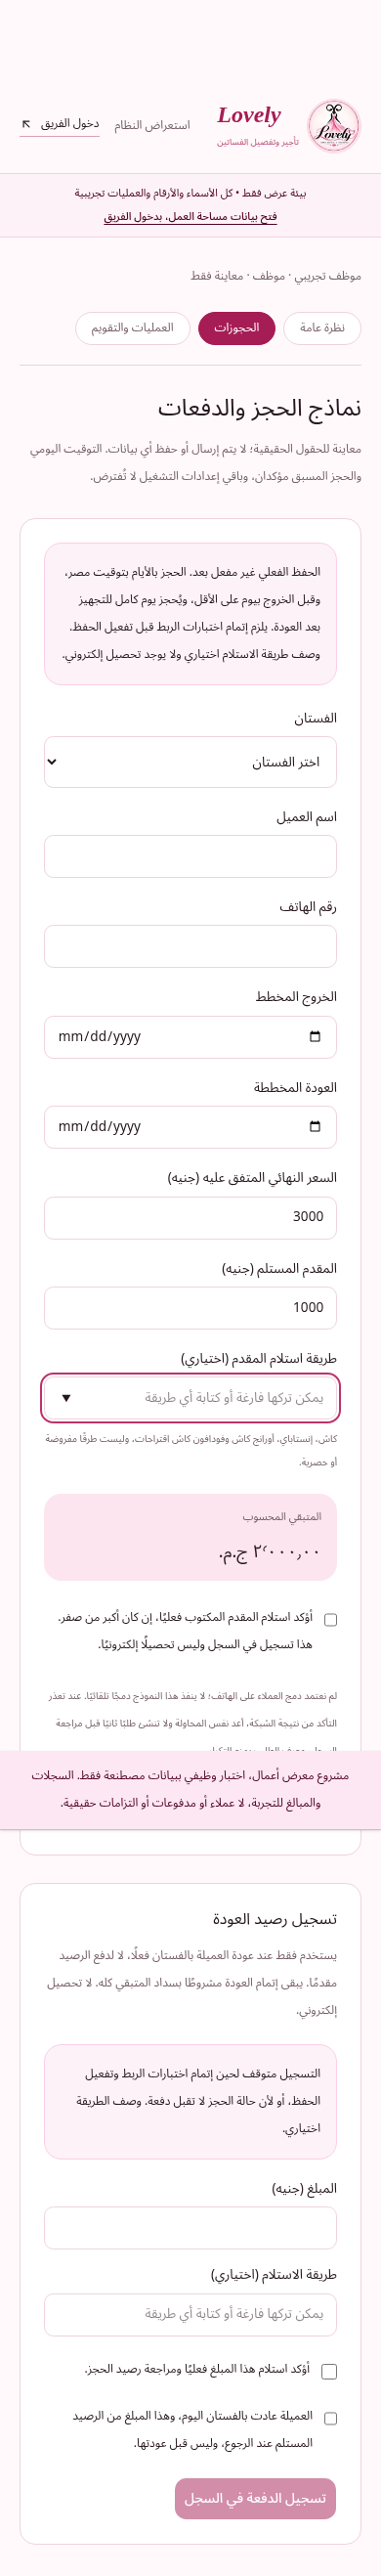 Lovely
Lovely
تأجير وتفصيل الفساتين
استعراض النظام
دخول الفريق
بيئة عرض فقط • كل الأسماء والأرقام والعمليات تجريبية
فتح بيانات مساحة العمل، بدخول الفريق
موظف تجريبي · موظف · معاينة فقط
نظرة عامة
الحجوزات
العمليات والتقويم
نماذج الحجز والدفعات
معاينة للحقول الحقيقية؛ لا يتم إرسال أو حفظ أي بيانات. التوقيت اليومي
والحجز المسبق مؤكدان، وباقي إعدادات التشغيل لا تُفترض.
الحفظ الفعلي غير مفعل بعد. الحجز بالأيام بتوقيت مصر،
وقبل الخروج بيوم على الأقل، ويُحجز يوم كامل للتجهيز
بعد العودة. يلزم إتمام اختبارات الربط قبل تفعيل الحفظ.
وصف طريقة الاستلام اختياري ولا يوجد تحصيل إلكتروني.
الفستان
اختر الفستان
اسم العميل
رقم الهاتف
الخروج المخطط
mm/dd/yyyy
العودة المخططة
mm/dd/yyyy
السعر النهائي المتفق عليه (جنيه)
3000
المقدم المستلم (جنيه)
1000
طريقة استلام المقدم (اختياري)
يمكن تركها فارغة أو كتابة أي طريقة
كاش، إنستاباي، أورانج كاش وفودافون كاش اقتراحات، وليست طرقًا مفروضة
أو حصرية.
المتبقي المحسوب
٢٬٠٠٠٫٠٠ ج.م.
أؤكد استلام المقدم المكتوب فعليًا، إن كان أكبر من صفر.
هذا تسجيل في السجل وليس تحصيلًا إلكترونيًا.
لم نعتمد دمج العملاء على الهاتف؛ لا ينفذ هذا النموذج دمجًا تلقائيًا. عند تعذر
التأكد من نتيجة الشبكة، أعد نفس المحاولة ولا تنشئ طلبًا ثانيًا قبل مراجعة
مشروع معرض أعمال، اختبار وظيفي ببيانات مصطنعة فقط. السجلات
والمبالغ للتجربة، لا عملاء أو مدفوعات أو التزامات حقيقية.
تسجيل رصيد العودة
يستخدم فقط عند عودة العميلة بالفستان فعلًا، لا لدفع الرصيد
مقدمًا. يبقى إتمام العودة مشروطًا بسداد المتبقي كله. لا تحصيل
إلكتروني.
التسجيل متوقف لحين إتمام اختبارات الربط وتفعيل
الحفظ، أو لأن حالة الحجز لا تقبل دفعة. وصف الطريقة
اختياري.
المبلغ (جنيه)
طريقة الاستلام (اختياري)
يمكن تركها فارغة أو كتابة أي طريقة
أؤكد استلام هذا المبلغ فعليًا ومراجعة رصيد الحجز.
العميلة عادت بالفستان اليوم، وهذا المبلغ من الرصيد
المستلم عند الرجوع، وليس قبل عودتها.
تسجيل الدفعة في السجل